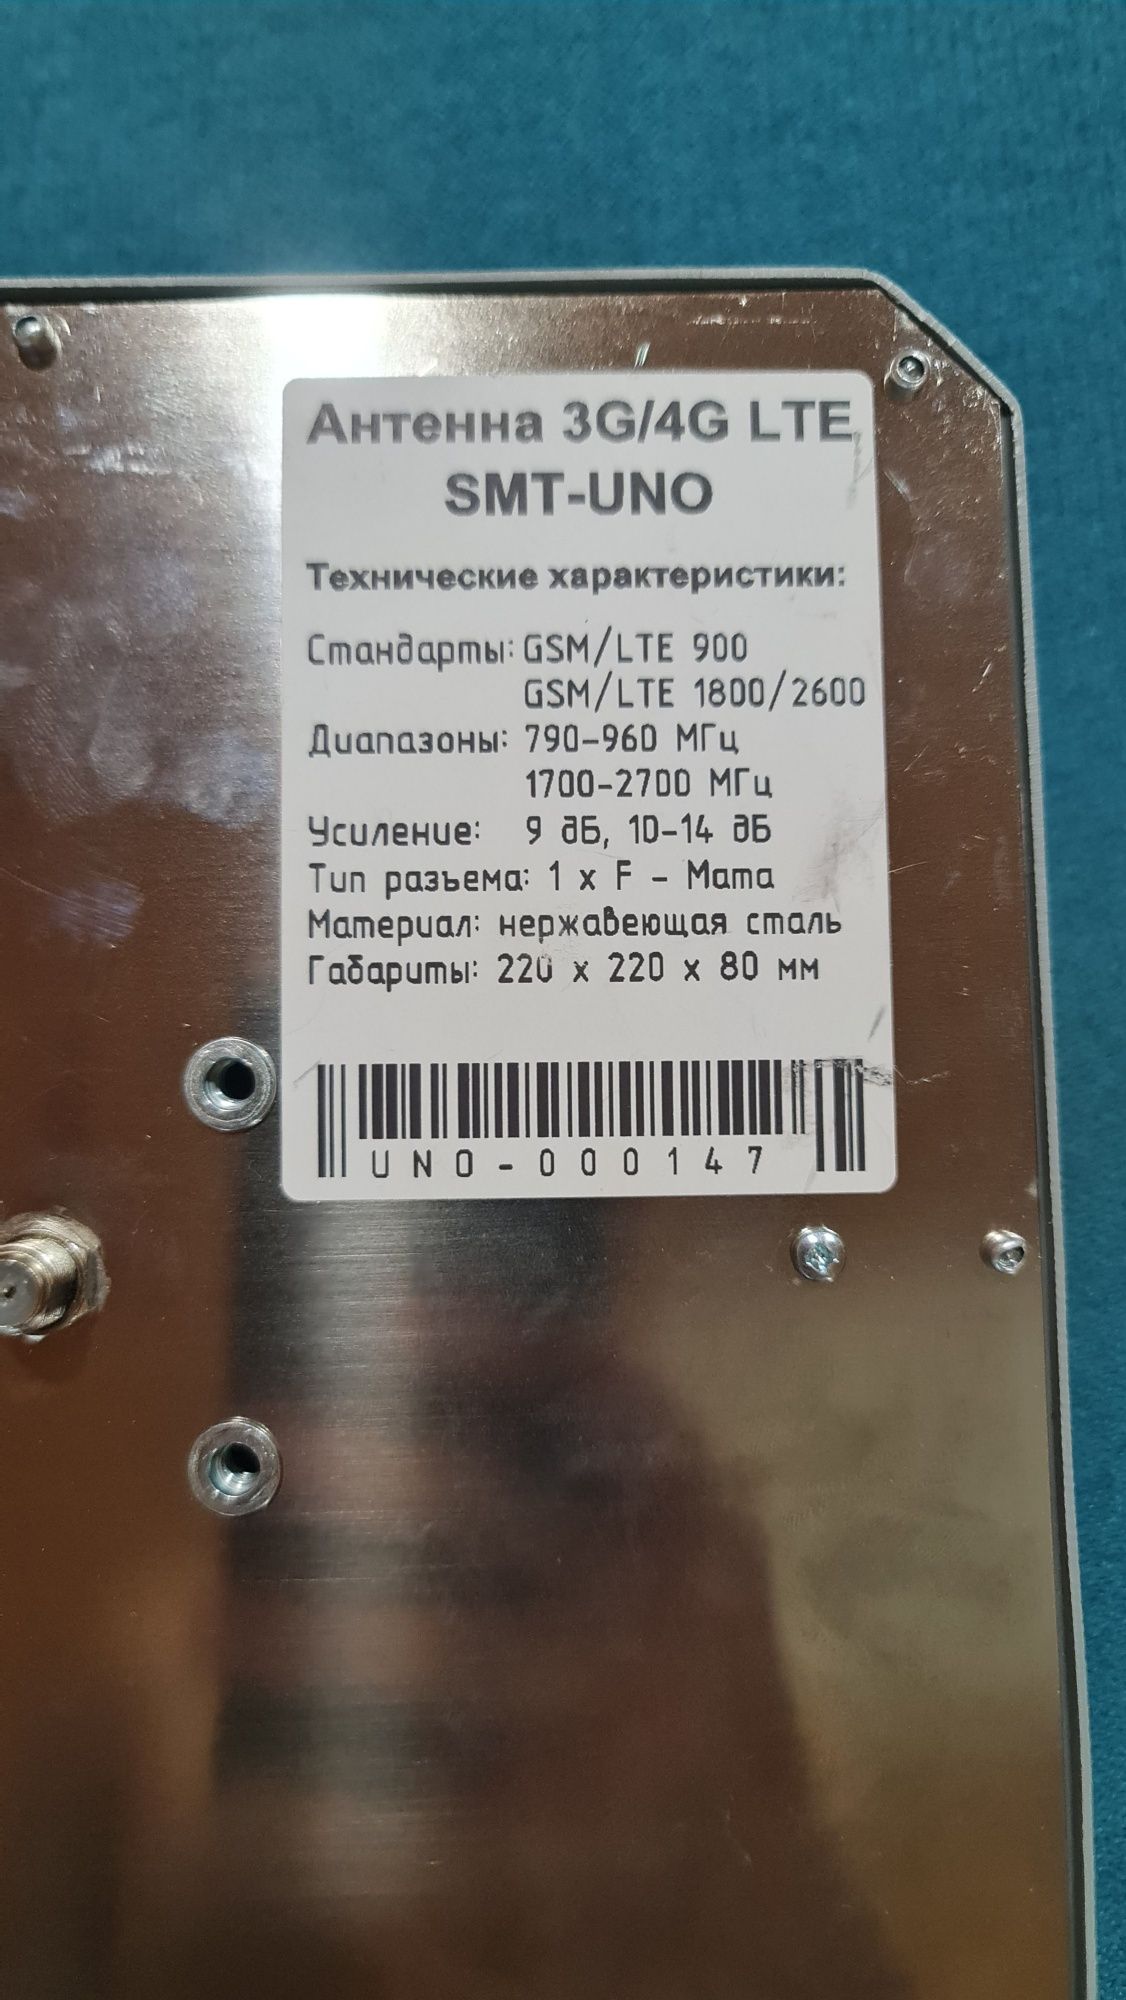 Антенна 3G/4G LTE
SMT-UNO
Технические характеристики:
Стандарты: GSM/LTE 900
GSM/LTE 1800/2600
Диапазоны: 790-960 МГц
1700-2700 МГц
Усиление: 9 дБ, 10-14 дБ
Тип разъема: 1 x F - Мата
Материал: нержавеющая сталь
Габариты: 220 x 220 x 80 мм
UNO-000147